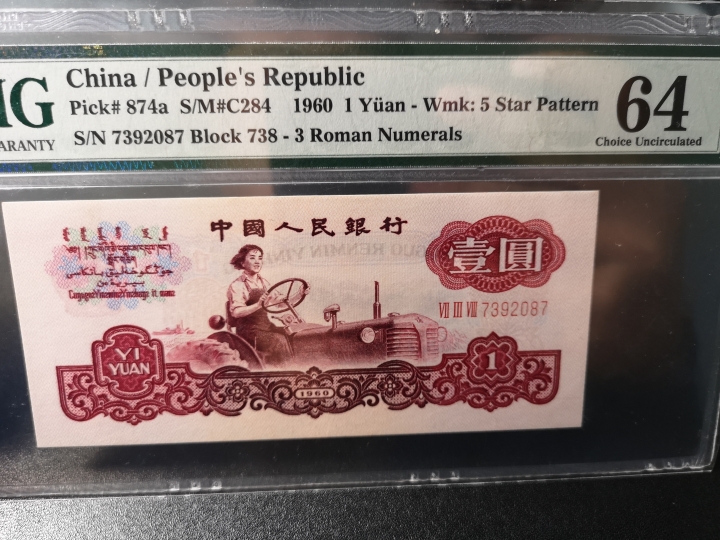 China / People's Republic
Pick# 874a S/M#C284 1960 1 Yüan - Wmk: 5 Star Pattern
S/N 7392087 Block 738 - 3 Roman Numerals
64
Choice Uncirculated
中國人民銀行
壹圓
VII III VIII 7392087
YI
YUAN
1
1960